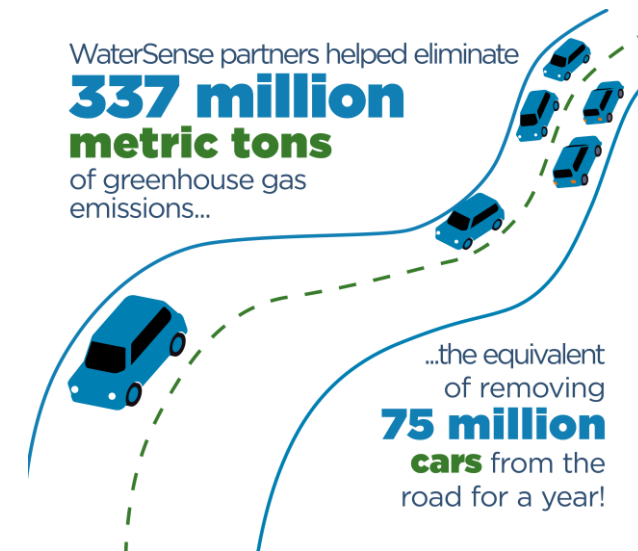 WaterSense partners helped eliminate
337 million
metric tons
of greenhouse gas
emissions...
...the equivalent
of removing
75 million
cars from the
road for a year!